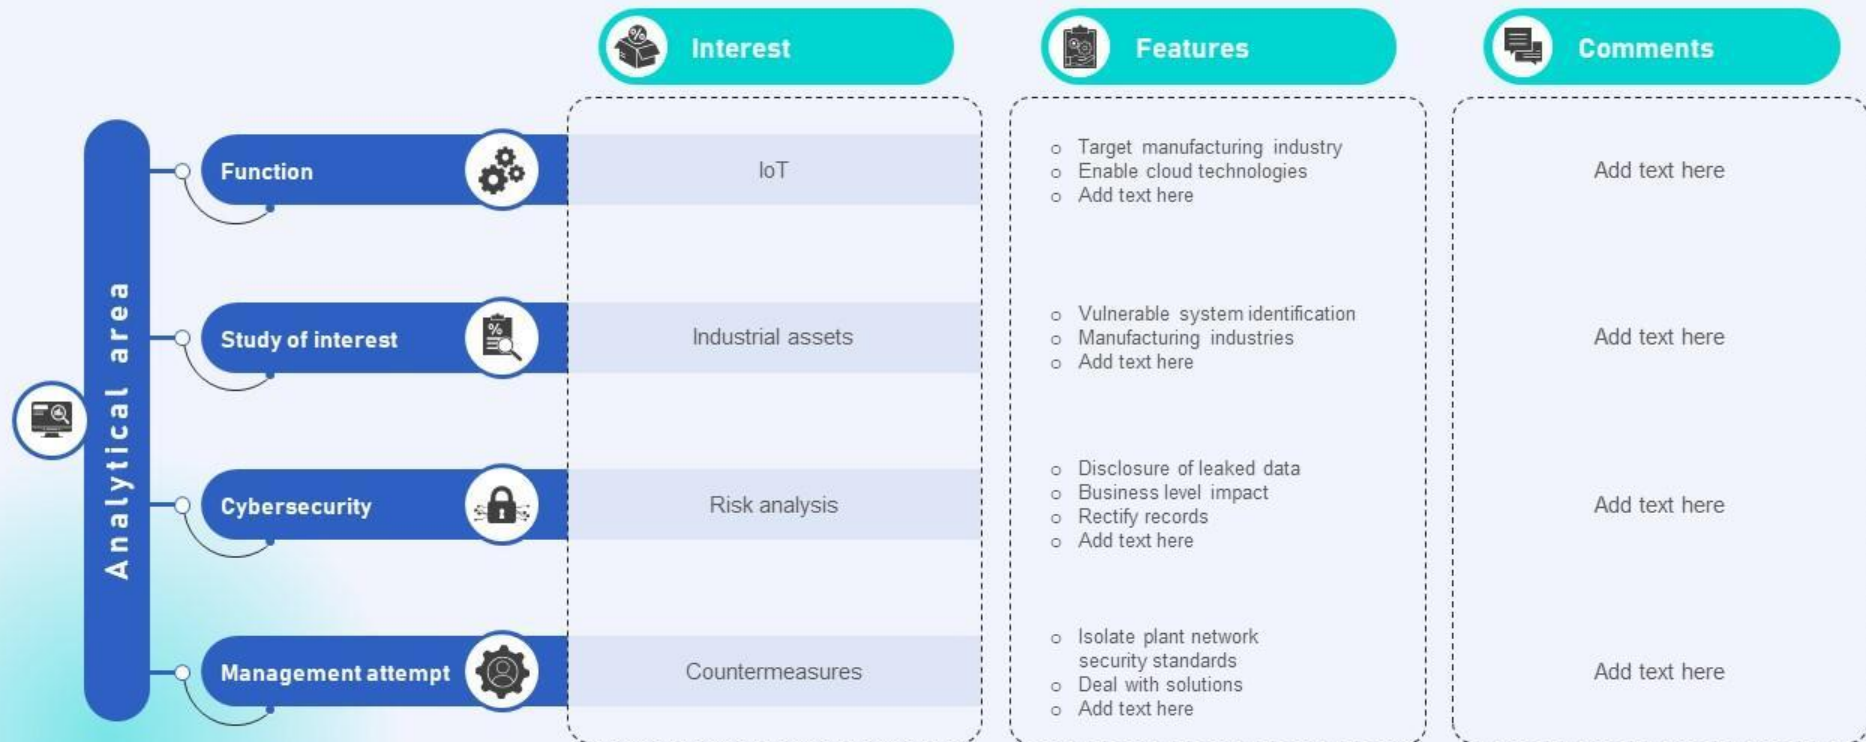 Interest
Features
Comments
Analytical area
Function
IoT
o Target manufacturing industry
o Enable cloud technologies
o Add text here
Add text here
Study of interest
Industrial assets
o Vulnerable system identification
o Manufacturing industries
o Add text here
Add text here
Cybersecurity
Risk analysis
o Disclosure of leaked data
o Business level impact
o Rectify records
o Add text here
Add text here
Management attempt
Countermeasures
o Isolate plant network
security standards
o Deal with solutions
o Add text here
Add text here